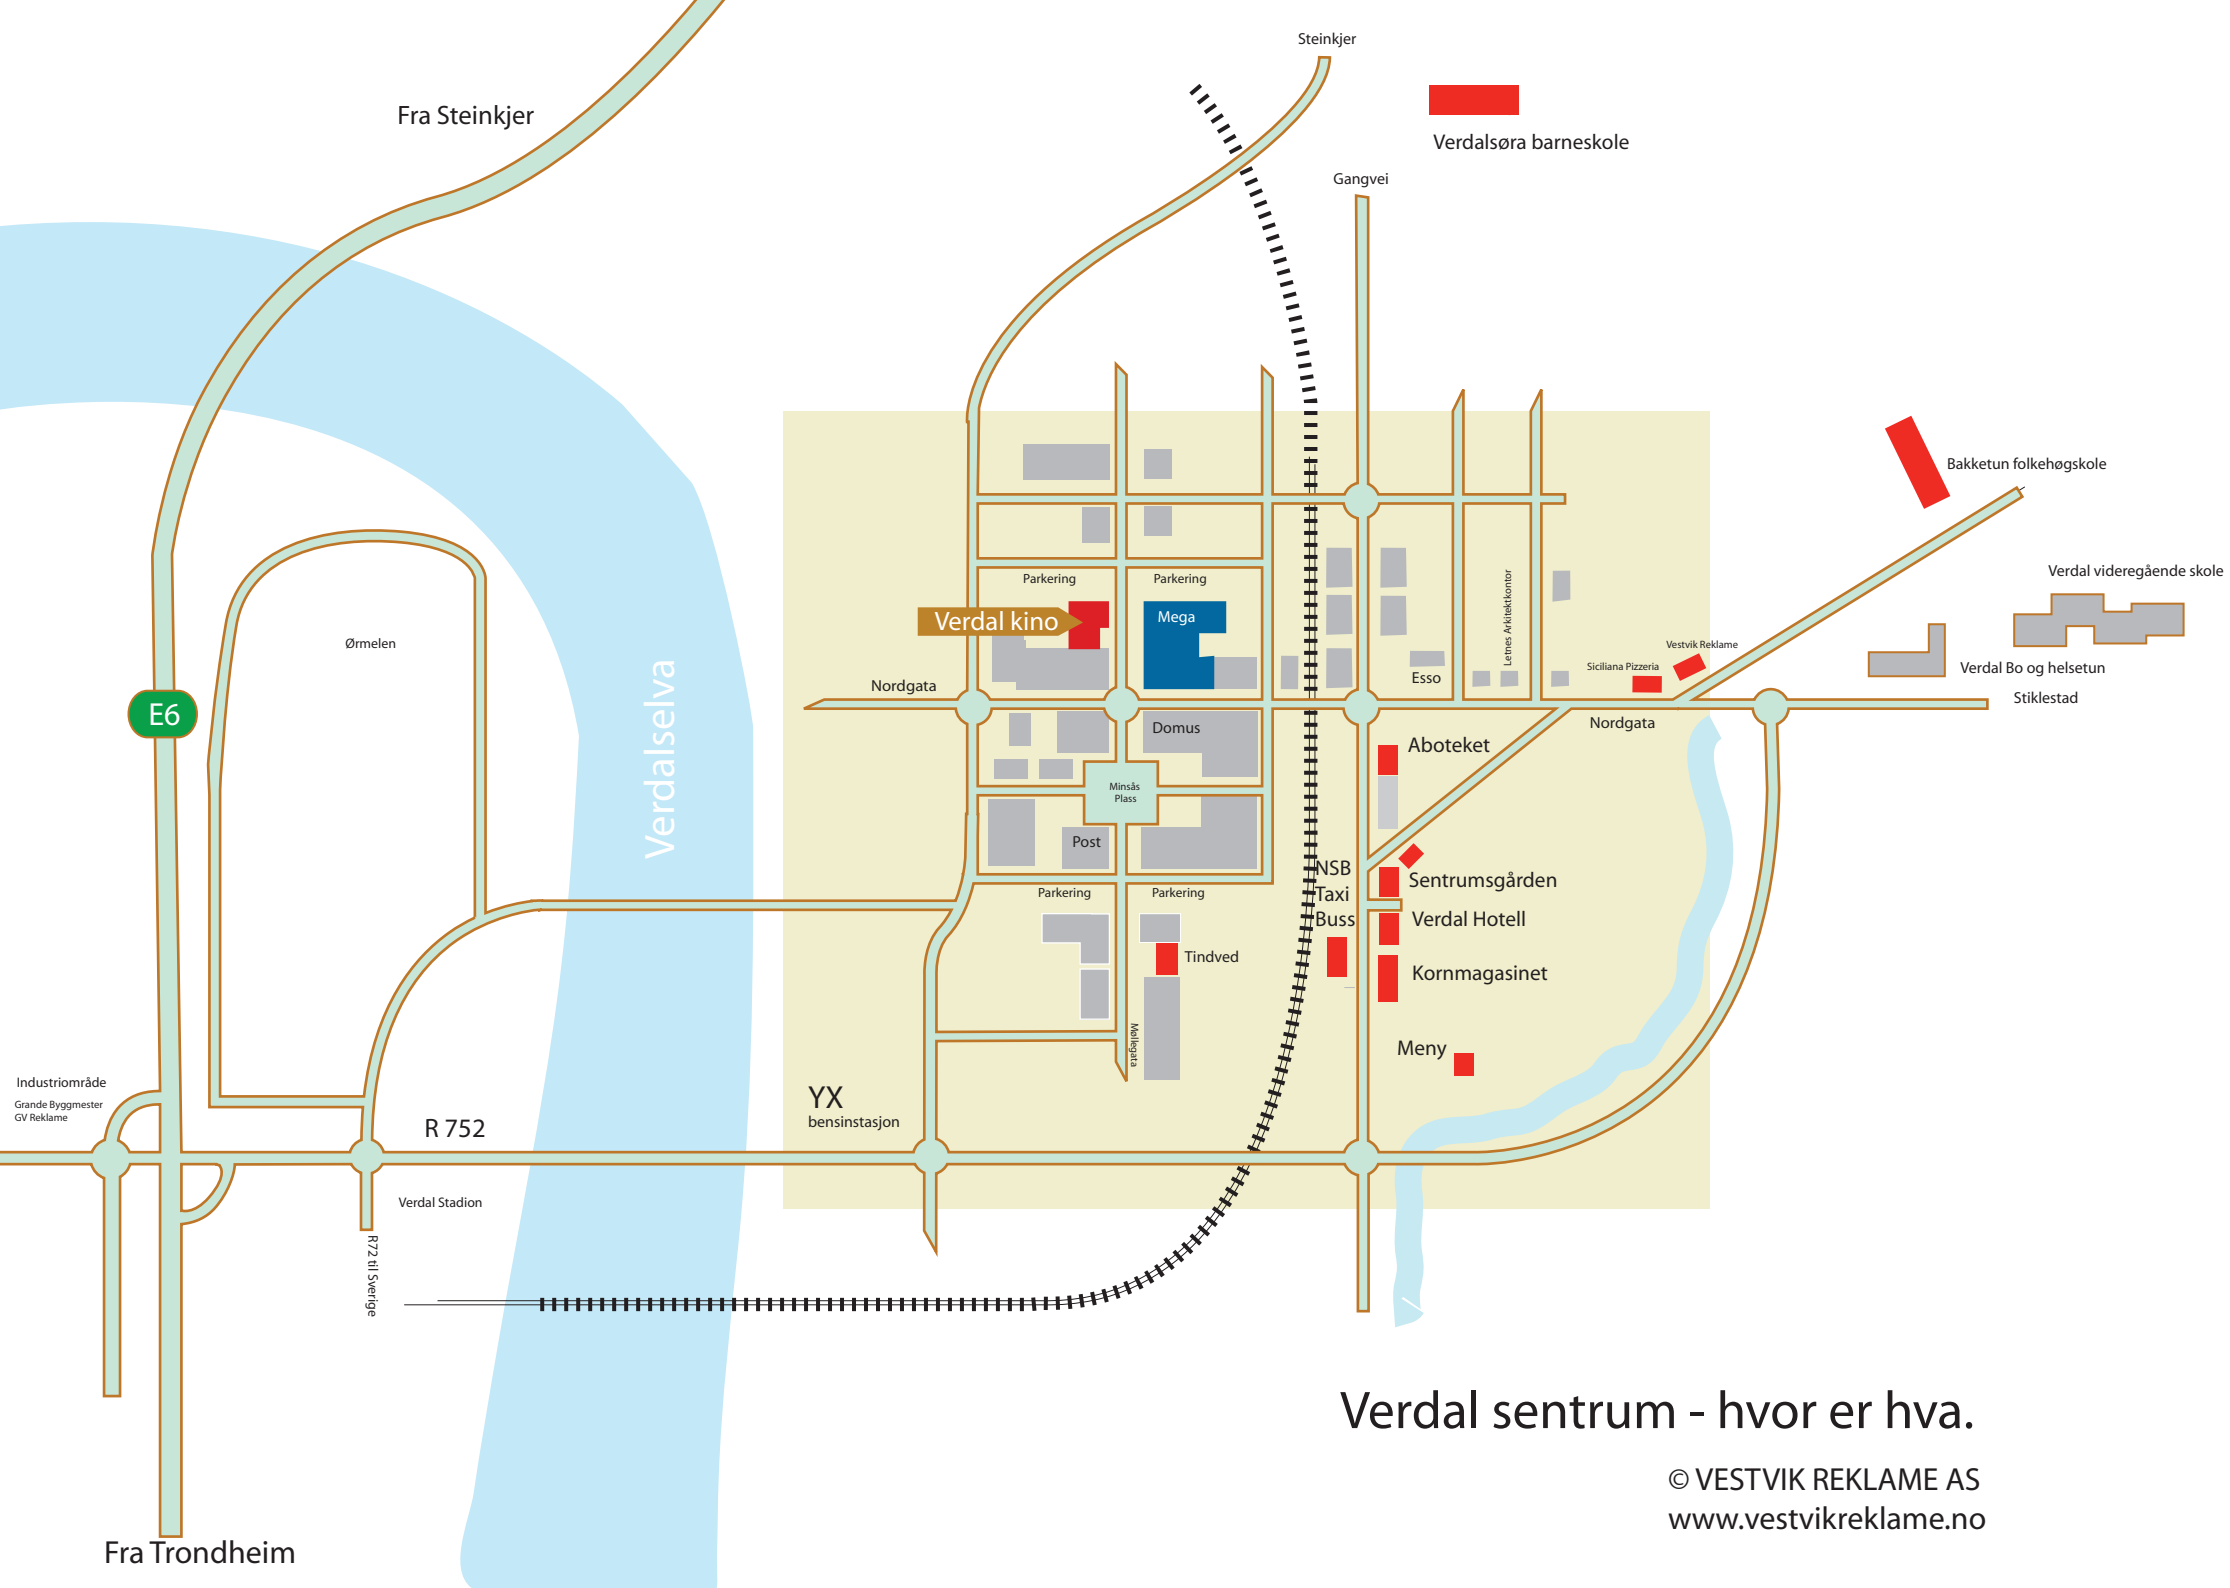 Steinkjer
Fra Steinkjer
Verdalsøra barneskole
Gangvei
Bakketun folkehøgskole
Verdal videregående skole
Parkering
Parkering
Verdal kino
Mega
Letnes Arkitektkontor
Ørmelen
Vestvik Reklame
Siciliana Pizzeria
Verdal Bo og helsetun
Esso
Nordgata
Stiklestad
E6
Verdalselva
Nordgata
Domus
Aboteket
Minsås
Plass
Post
NSB
Taxi
Buss
Sentrumsgården
Parkering
Parkering
Verdal Hotell
Tindved
Kornmagasinet
Møllegata
Meny
Industriområde
Grande Byggmester
GV Reklame
YX
bensinstasjon
R 752
Verdal Stadion
R72 til Sverige
Verdal sentrum - hvor er hva.
© VESTVIK REKLAME AS
www.vestvikreklame.no
Fra Trondheim